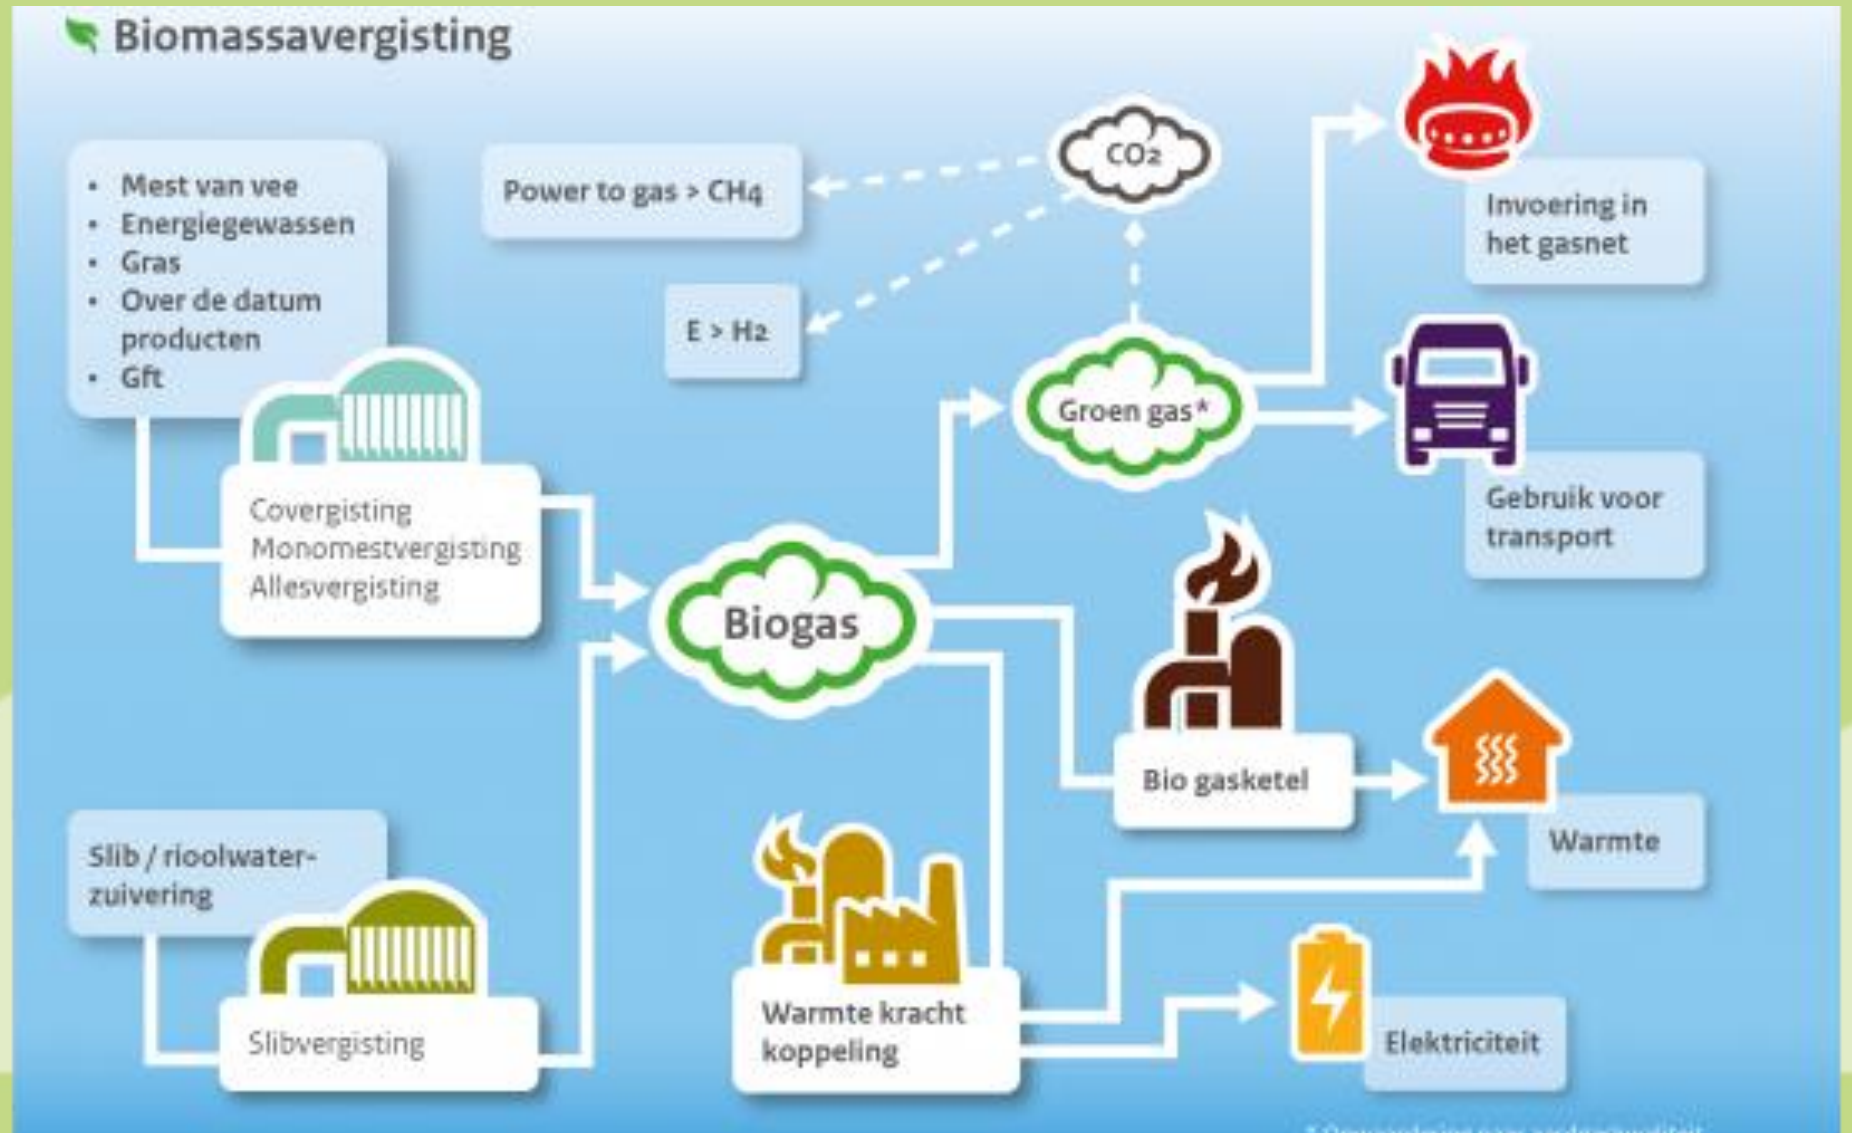 Biomassavergisting
• Mest van vee
• Energiegewassen
• Gras
• Over de datum
producten
• Gft
Covergisting
Monomestvergisting
Allesvergisting
Slib / rioolwater-
zuivering
Slibvergisting
Power to gas > CH4
E > H2
CO2
Groen gas*
Biogas
Invoering in
het gasnet
Gebruik voor
transport
Bio gasketel
Warmte
Warmte kracht
koppeling
Elektriciteit